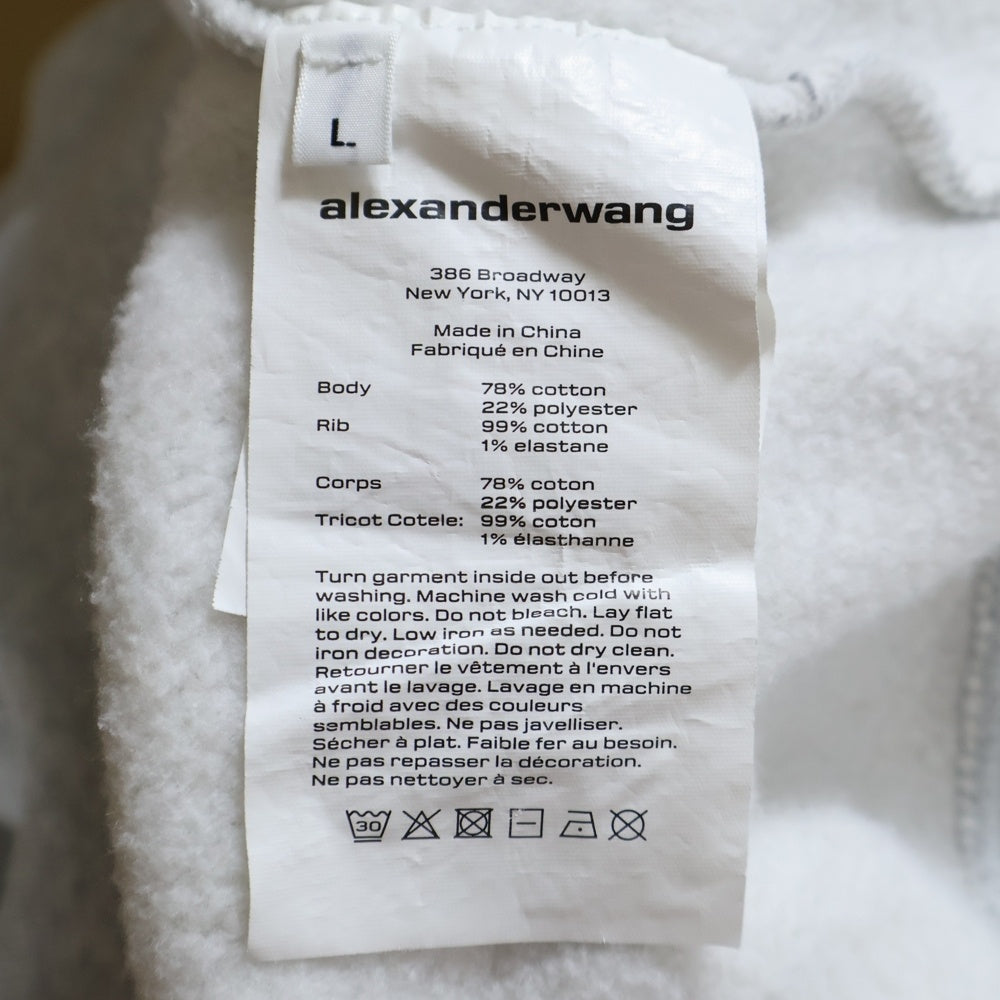 L
alexanderwang
386 Broadway
New York, NY 10013
Made in China
Fabriqué en Chine
Body 78% cotton
22% polyester
Rib 99% cotton
1% elastane
Corps 78% coton
22% polyester
Tricot Cotele: 99% coton
1% élasthanne
Turn garment inside out before
washing. Machine wash cold with
like colors. Do not bleach. Lay flat
to dry. Low iron as needed. Do not
iron decoration. Do not dry clean.
Retourner le vêtement à l'envers
avant le lavage. Lavage en machine
à froid avec des couleurs
semblables. Ne pas javelliser.
Sécher à plat. Faible fer au besoin.
Ne pas repasser la décoration.
Ne pas nettoyer à sec.
30